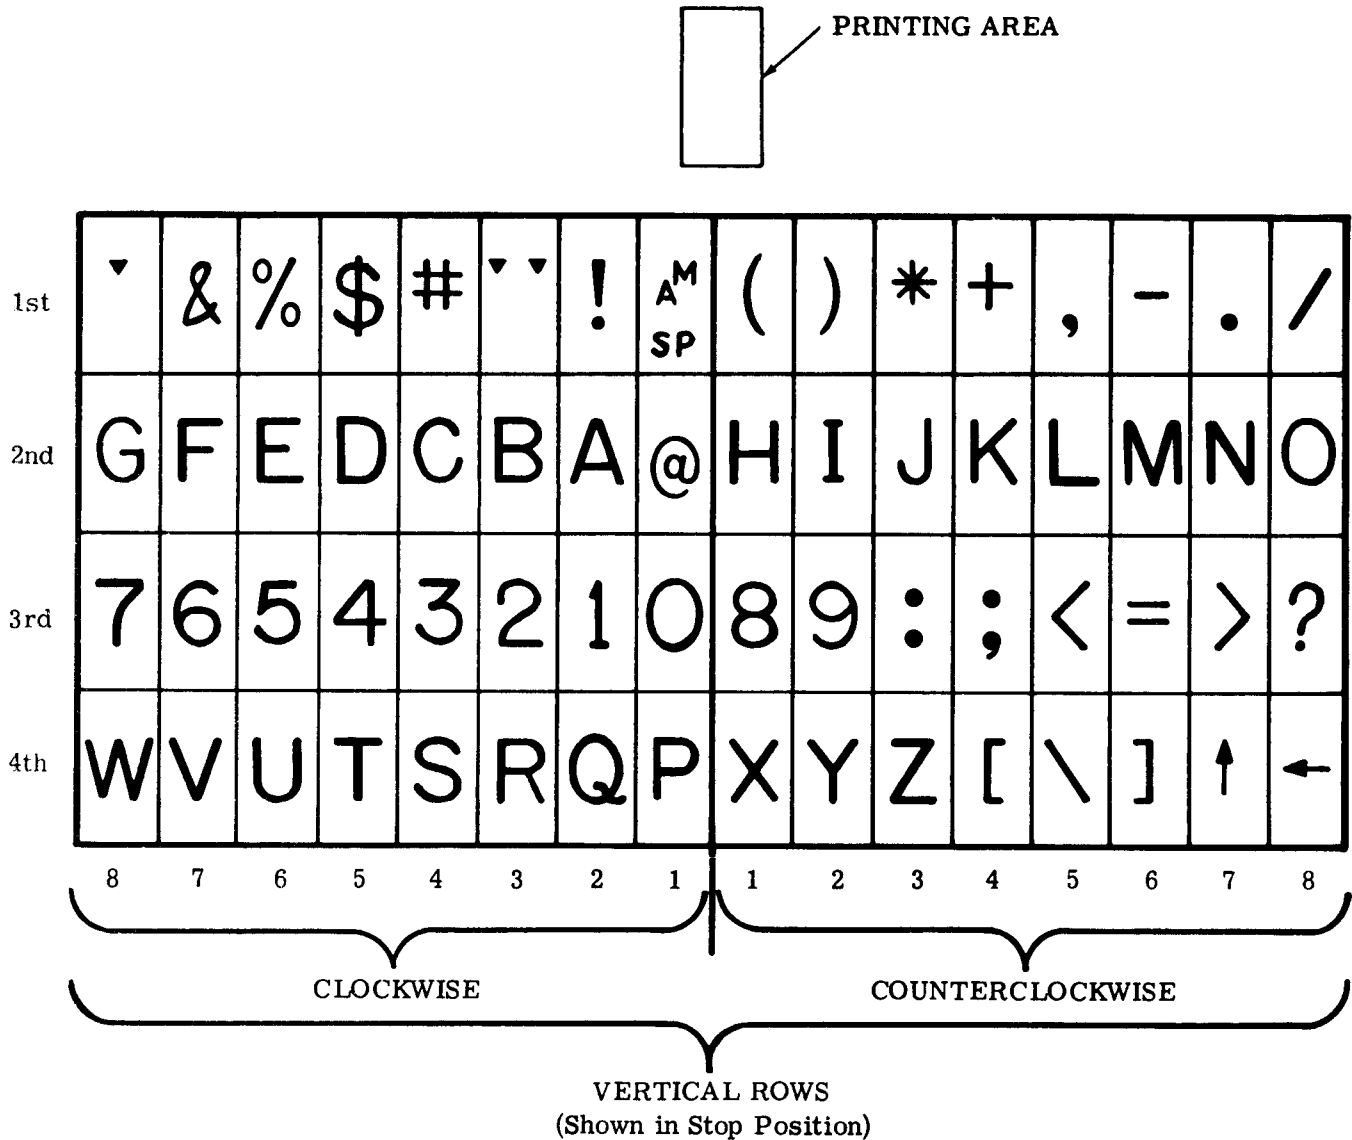 PRINTING AREA
1st ▼ & % $ # ▼ ▼ ! AM SP ( ) * + , - . /
2nd G F E D C B A @ H I J K L M N O
3rd 7 6 5 4 3 2 1 0 8 9 : ; < = > ?
4th W V U T S R Q P X Y Z [ \ ] ↑ ←
8 7 6 5 4 3 2 1 1 2 3 4 5 6 7 8
CLOCKWISE COUNTERCLOCKWISE
VERTICAL ROWS
(Shown in Stop Position)